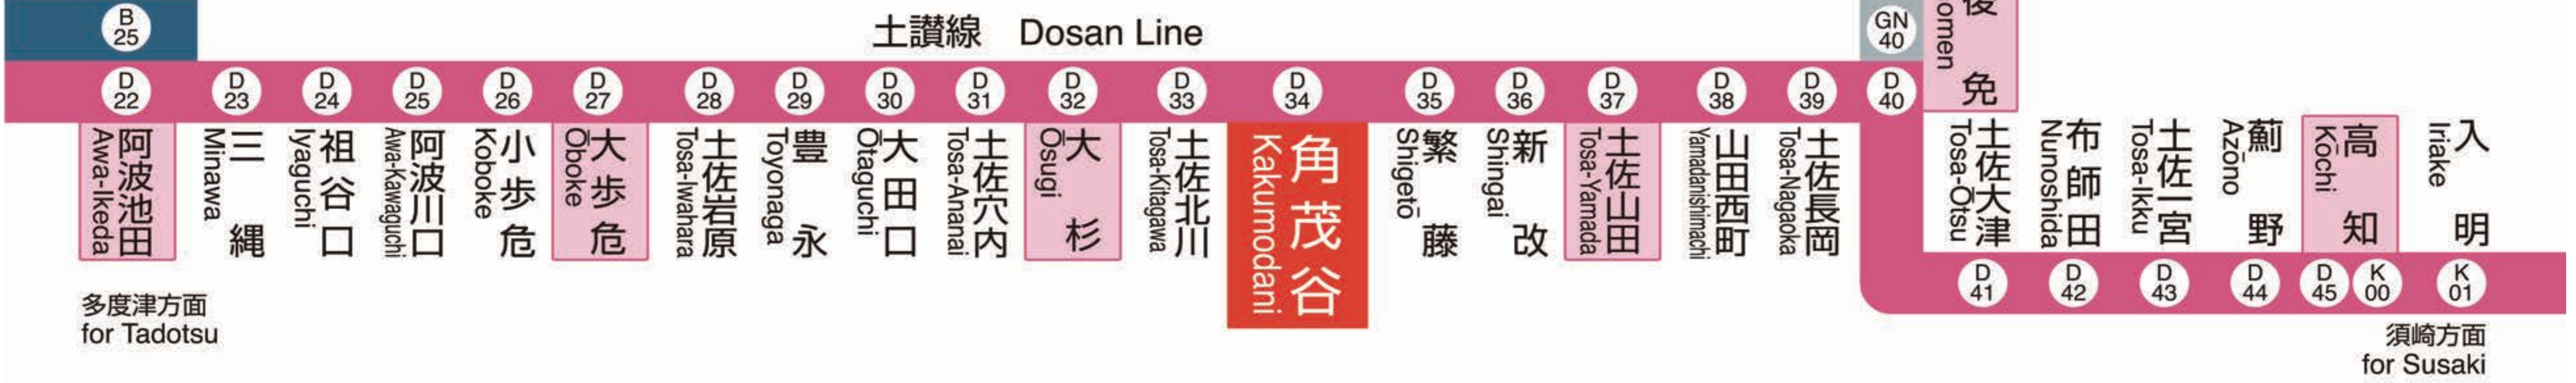 B
25
土讃線 Dosan Line
GN
40
後免
omen
D
22
D
23
D
24
D
25
D
26
D
27
D
28
D
29
D
30
D
31
D
32
D
33
D
34
D
35
D
36
D
37
D
38
D
39
D
40
阿波池田
Awa-Ikeda
三縄
Minawa
祖谷口
Iyaguchi
阿波川口
Awa-Kawaguchi
小歩危
Koboke
大歩危
Ōboke
土佐岩原
Tosa-Iwahara
豊永
Toyonaga
大田口
Ōtaguchi
土佐穴内
Tosa-Ananai
大杉
Ōsugi
土佐北川
Tosa-Kitagawa
角茂谷
Kakumodani
繁藤
Shigetō
新改
Shingai
土佐山田
Tosa-Yamada
山田西町
Yamadanishimachi
土佐長岡
Tosa-Nagaoka
土佐大津
Tosa-Ōtsu
布師田
Nunoshida
土佐一宮
Tosa-Ikku
薊野
Azōno
高知
Kōchi
入明
Iriake
D
41
D
42
D
43
D
44
D
45
K
00
K
01
多度津方面
for Tadotsu
須崎方面
for Susaki